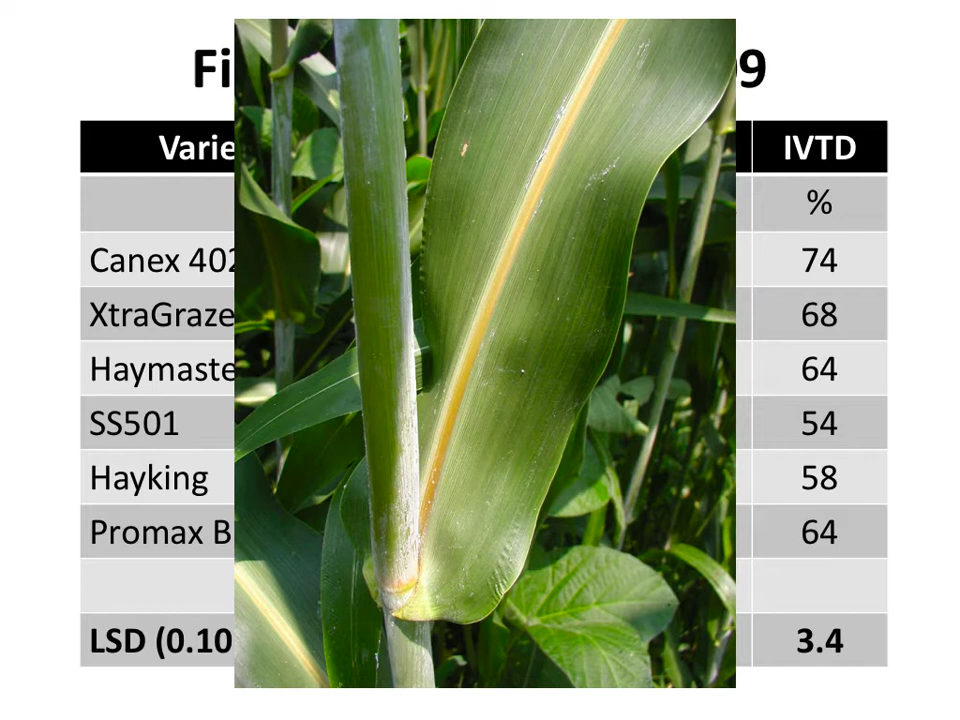 Fi 9
Varie IVTD
%
Canex 402 74
XtraGraze 68
Haymaste 64
SS501 54
Hayking 58
Promax B 64
LSD (0.10 3.4